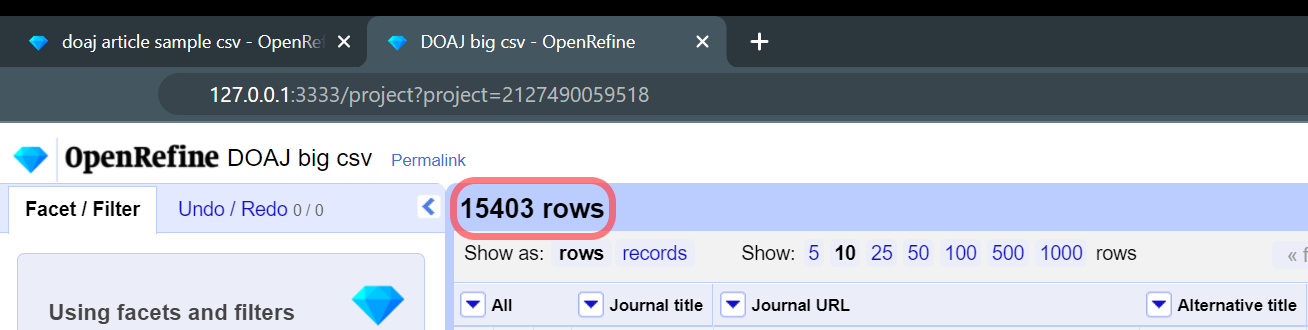 doaj article sample csv - OpenRef
DOAJ big csv - OpenRefine
127.0.0.1:3333/project?project=2127490059518
OpenRefine DOAJ big csv Permalink
Facet / Filter Undo / Redo 0 / 0
15403 rows
Show as: rows records Show: 5 10 25 50 100 500 1000 rows « f
All Journal title Journal URL Alternative title
Using facets and filters